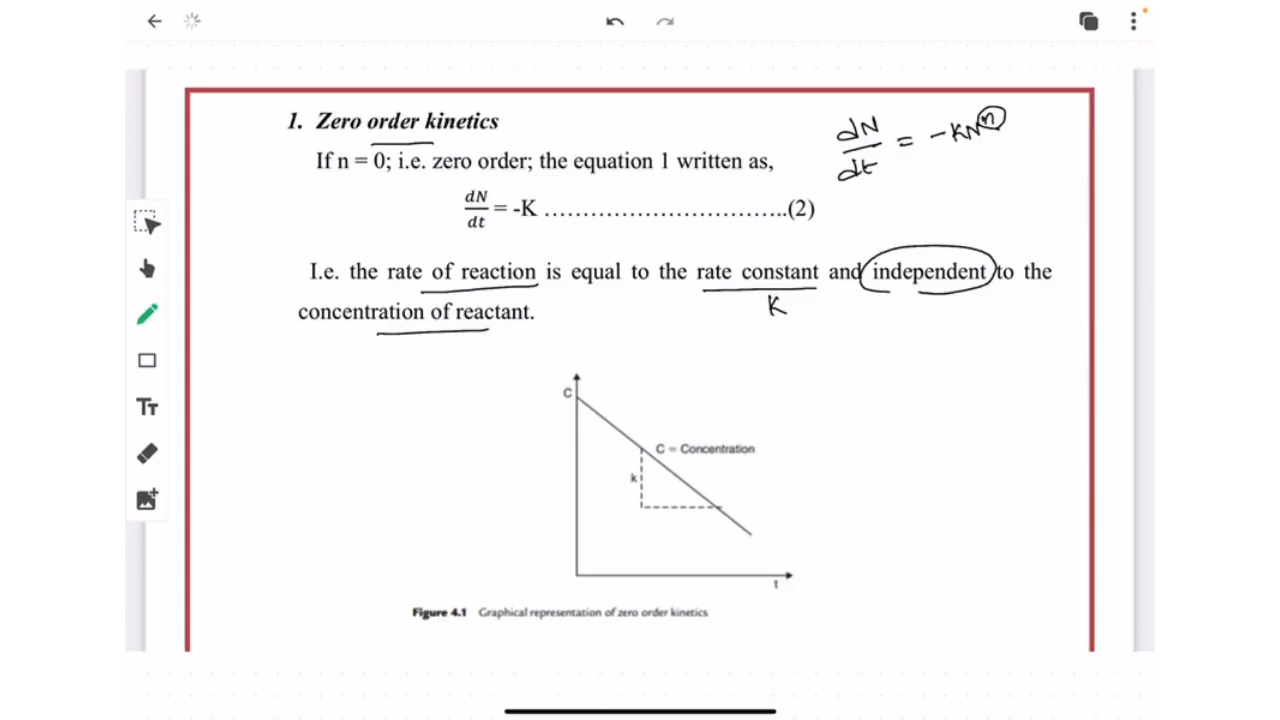 1. Zero order kinetics
If n = 0; i.e. zero order; the equation 1 written as,
dN/dt = -KNⁿ
dN/dt = -K ................................(2)
I.e. the rate of reaction is equal to the rate constant and independent to the
K
concentration of reactant.
C
C = Concentration
k
t
Figure 4.1 Graphical representation of zero order kinetics
TT